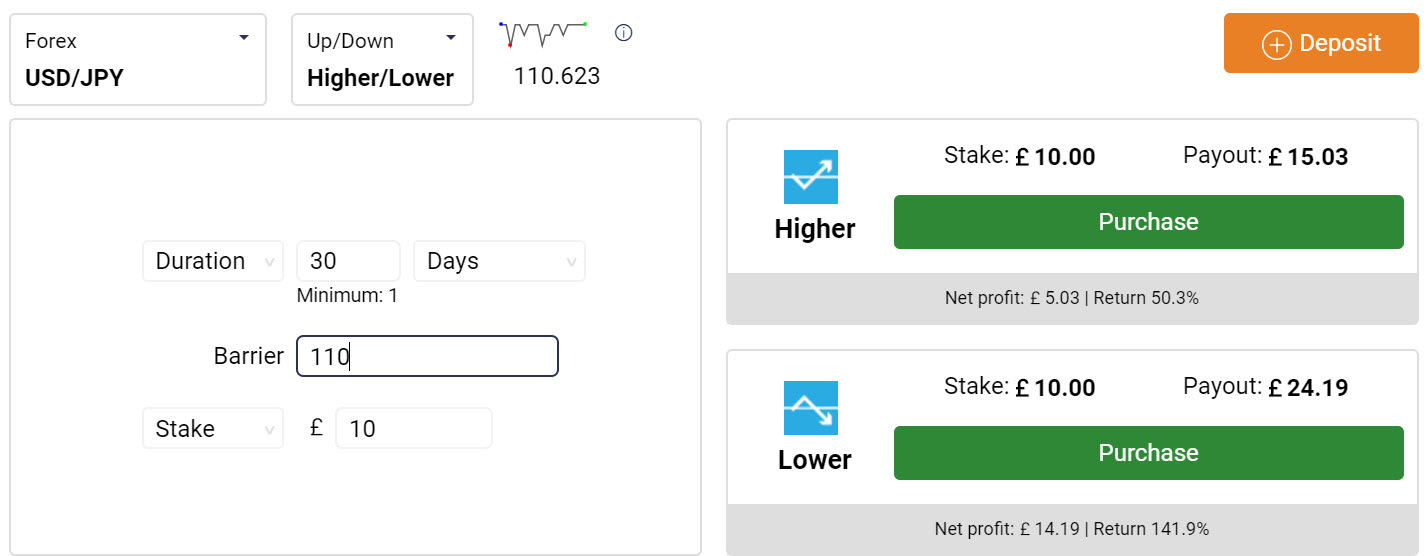 Forex
USD/JPY
Up/Down
Higher/Lower
110.623
Deposit
Duration 30 Days
Minimum: 1
Barrier 110
Stake £ 10
Stake: £ 10.00 Payout: £ 15.03
Higher
Purchase
Net profit: £ 5.03 | Return 50.3%
Stake: £ 10.00 Payout: £ 24.19
Lower
Purchase
Net profit: £ 14.19 | Return 141.9%